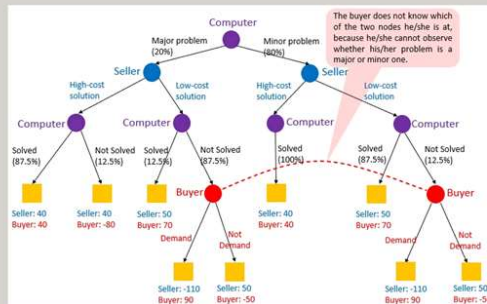 Computer
The buyer does not know which
of the two nodes he/she is at,
because he/she cannot observe
whether his/her problem is a
major or minor one.
Major problem
(20%)
Minor problem
(80%)
Seller
Seller
High-cost
solution
Low-cost
solution
High-cost
solution
Low-cost
solution
Computer
Computer
Computer
Computer
Solved
(87.5%)
Not Solved
(12.5%)
Solved
(12.5%)
Not Solved
(87.5%)
Solved
(100%)
Solved
(87.5%)
Not Solved
(12.5%)
Buyer
Buyer
Seller: 40
Buyer: 40
Seller: 40
Buyer: -80
Seller: 50
Buyer: 70
Seller: 40
Buyer: 40
Seller: 50
Buyer: 70
Demand
Not
Demand
Demand
Not
Demand
Seller: -110
Buyer: 90
Seller: 50
Buyer: -50
Seller: -110
Buyer: 90
Seller: 50